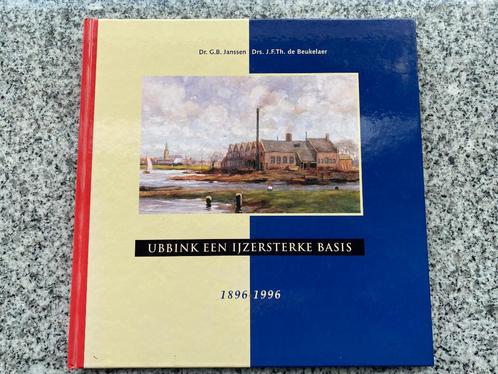 Dr. G.B. Janssen Drs. J.F.Th. de Beukelaer
UBBINK EEN IJZERSTERKE BASIS
1896 1996